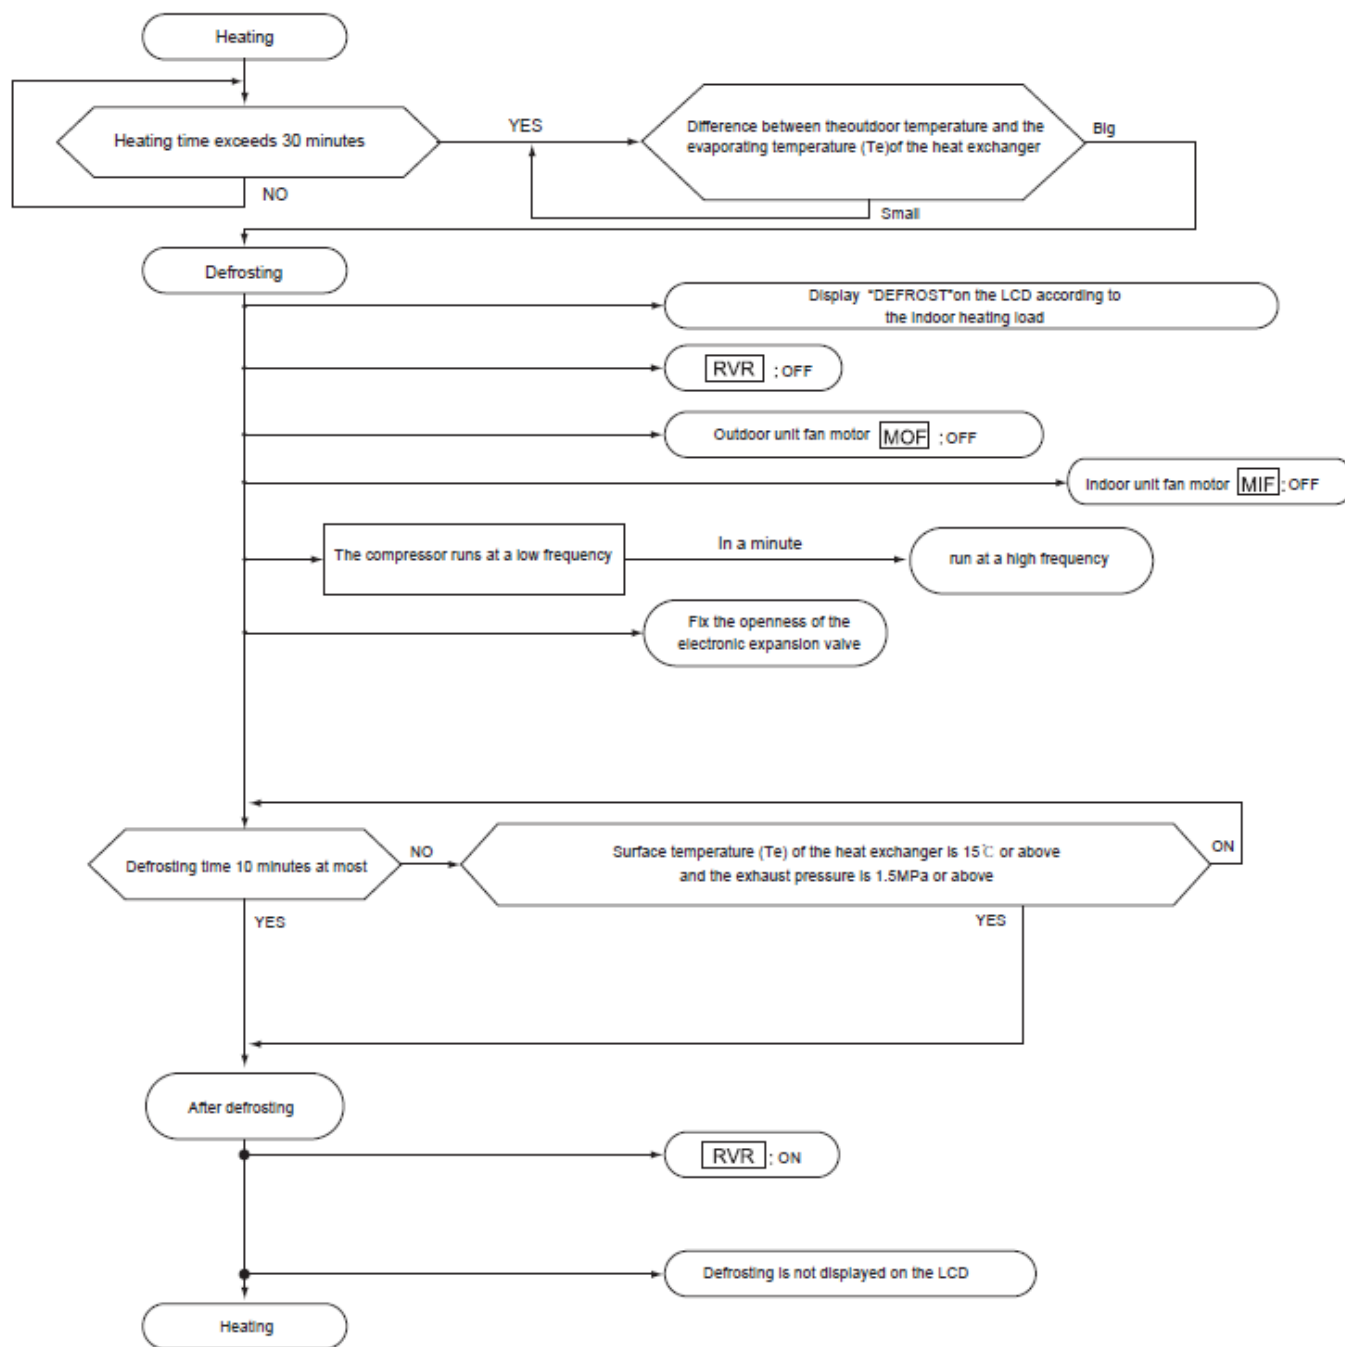 Heating
Heating time exceeds 30 minutes
YES
NO
Difference between theoutdoor temperature and the
evaporating temperature (Te)of the heat exchanger
Big
Small
Defrosting
Display "DEFROST"on the LCD according to
the indoor heating load
RVR : OFF
Outdoor unit fan motor MOF : OFF
Indoor unit fan motor MIF : OFF
The compressor runs at a low frequency
In a minute
run at a high frequency
Fix the openness of the
electronic expansion valve
Defrosting time 10 minutes at most
NO
YES
Surface temperature (Te) of the heat exchanger is 15℃ or above
and the exhaust pressure is 1.5MPa or above
ON
YES
After defrosting
RVR : ON
Defrosting is not displayed on the LCD
Heating